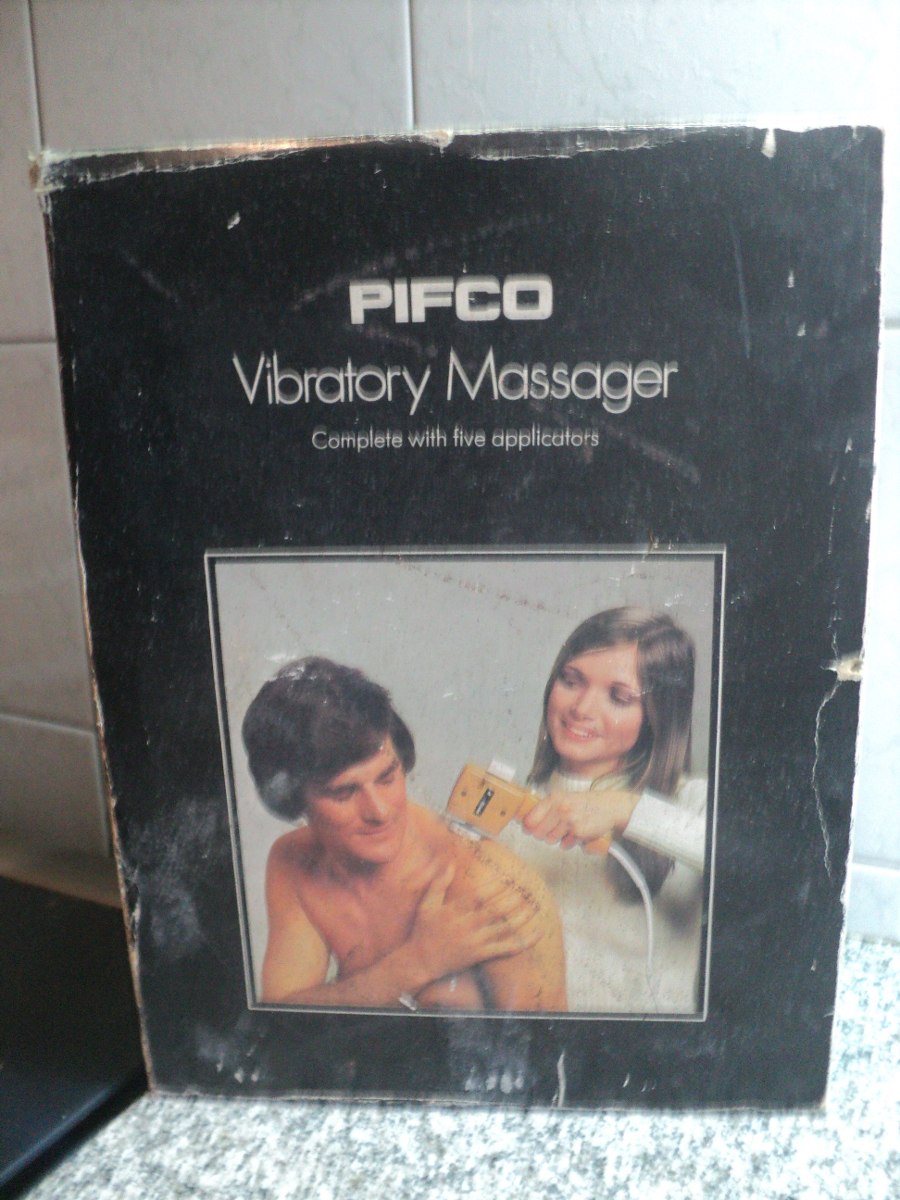 PIFCO
Vibratory Massager
Complete with five applicators